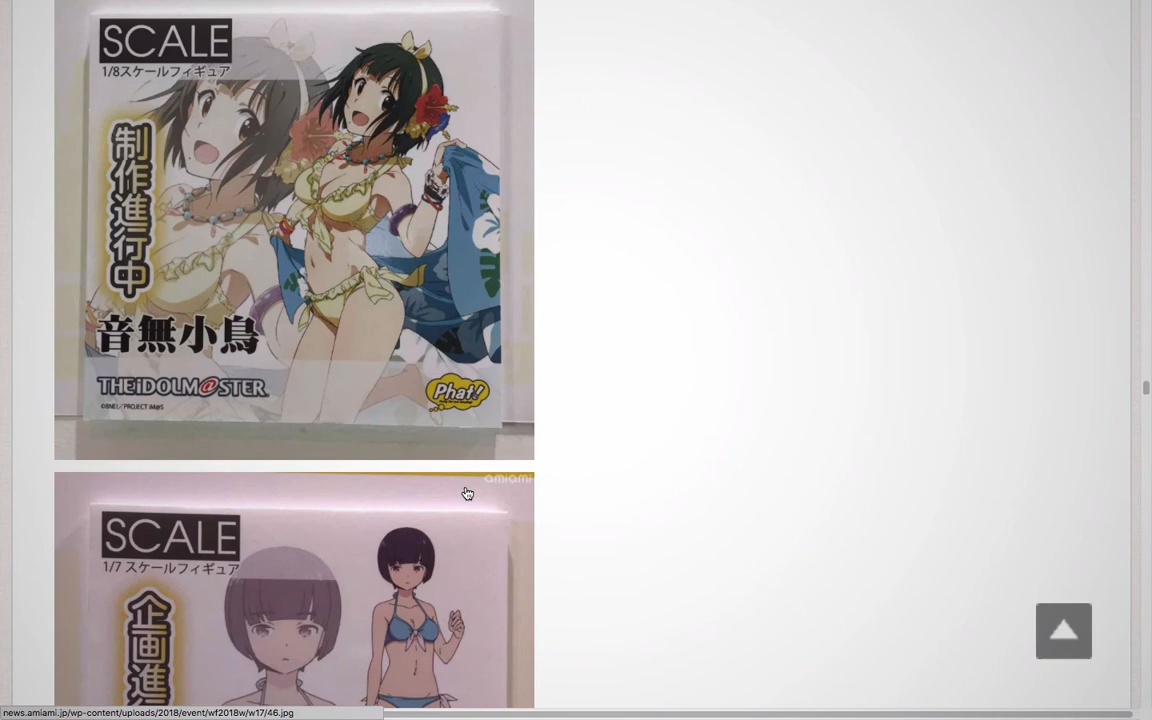 SCALE
1/8スケールフィギュア
制作進行中
音無小鳥
THE iDOLM@STER
Phat!
©BNEI/PROJECT iM@S
amiami
SCALE
1/7 スケールフィギュア
企画進行
news.amiami.jp/wp-content/uploads/2018/event/wf2018w/w17/46.jpg